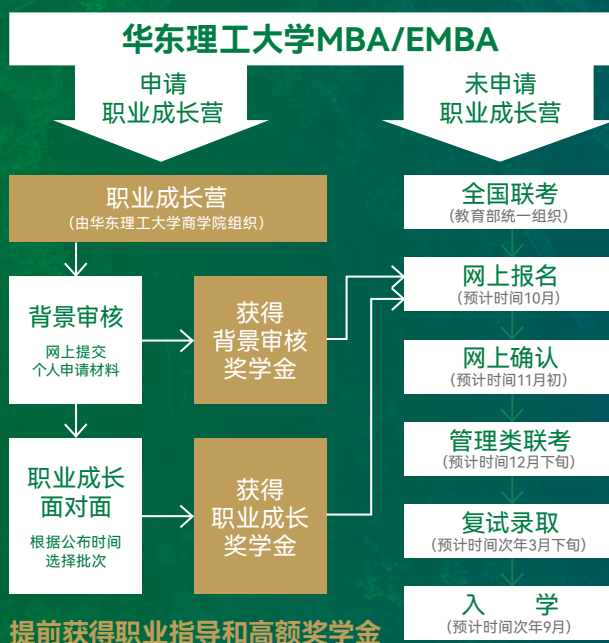 华东理工大学MBA/EMBA
申请
职业成长营
未申请
职业成长营
职业成长营
(由华东理工大学商学院组织)
背景审核
网上提交
个人申请材料
获得
背景审核
奖学金
职业成长
面对面
根据公布时间
选择批次
获得
职业成长
奖学金
提前获得职业指导和高额奖学金
全国联考
(教育部统一组织)
网上报名
(预计时间10月)
网上确认
(预计时间11月初)
管理类联考
(预计时间12月下旬)
复试录取
(预计时间次年3月下旬)
入 学
(预计时间次年9月)